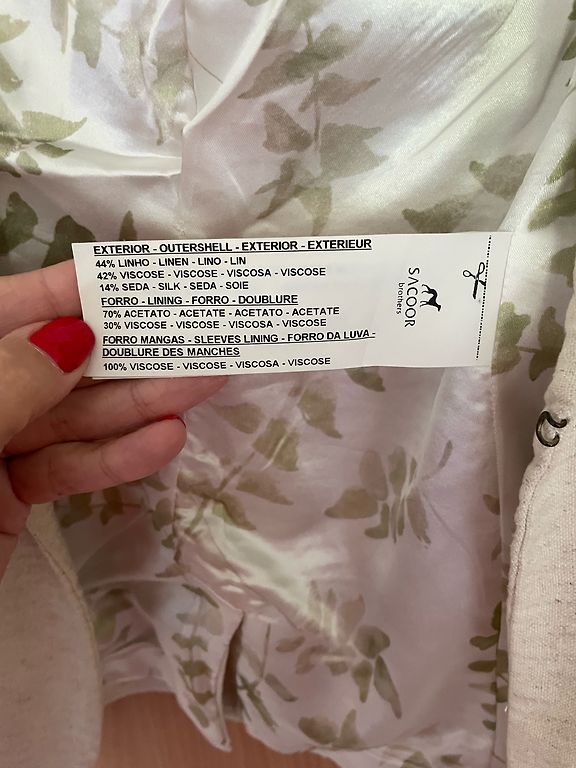 EXTERIOR - OUTERSHELL - EXTERIOR - EXTERIEUR
44% LINHO - LINEN - LINO - LIN
42% VISCOSE - VISCOSE - VISCOSA - VISCOSE
14% SEDA - SILK - SEDA - SOIE
FORRO - LINING - FORRO - DOUBLURE
70% ACETATO - ACETATE - ACETATO - ACETATE
30% VISCOSE - VISCOSE - VISCOSA - VISCOSE
FORRO MANGAS - SLEEVES LINING - FORRO DA LUVA -
DOUBLURE DES MANCHES
100% VISCOSE - VISCOSE - VISCOSA - VISCOSE
SACOOR
brothers